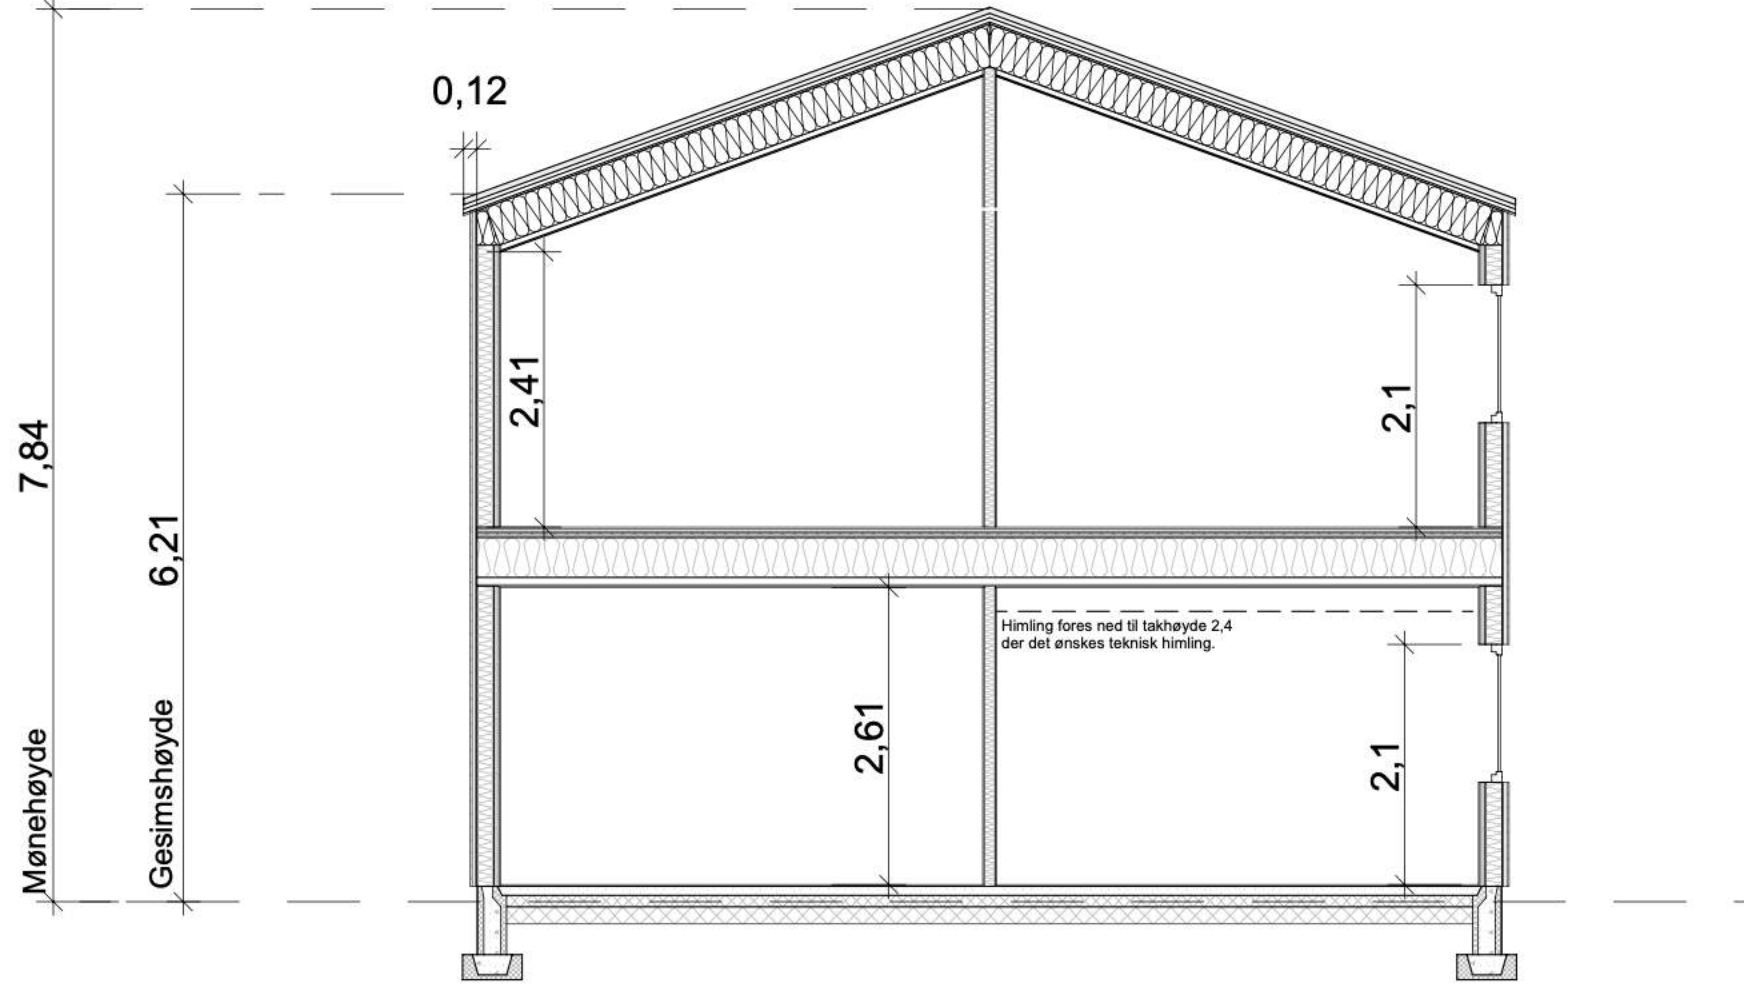 0,12
7,84
Mønehøyde
6,21
Gesimshøyde
2,41
2,1
Himling fores ned til takhøyde 2,4
der det ønskes teknisk himling.
2,61
2,1